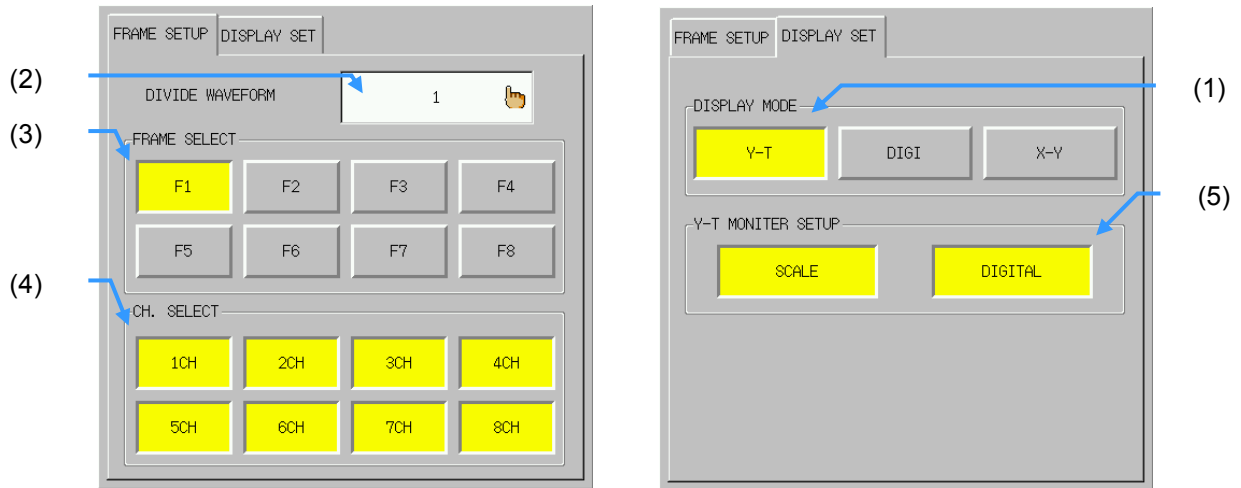 FRAME SETUP DISPLAY SET
(2) DIVIDE WAVEFORM 1
(3) FRAME SELECT
F1 F2 F3 F4
F5 F6 F7 F8
(4) CH. SELECT
1CH 2CH 3CH 4CH
5CH 6CH 7CH 8CH
FRAME SETUP DISPLAY SET
(1)
DISPLAY MODE
Y-T DIGI X-Y
(5)
Y-T MONITER SETUP
SCALE DIGITAL